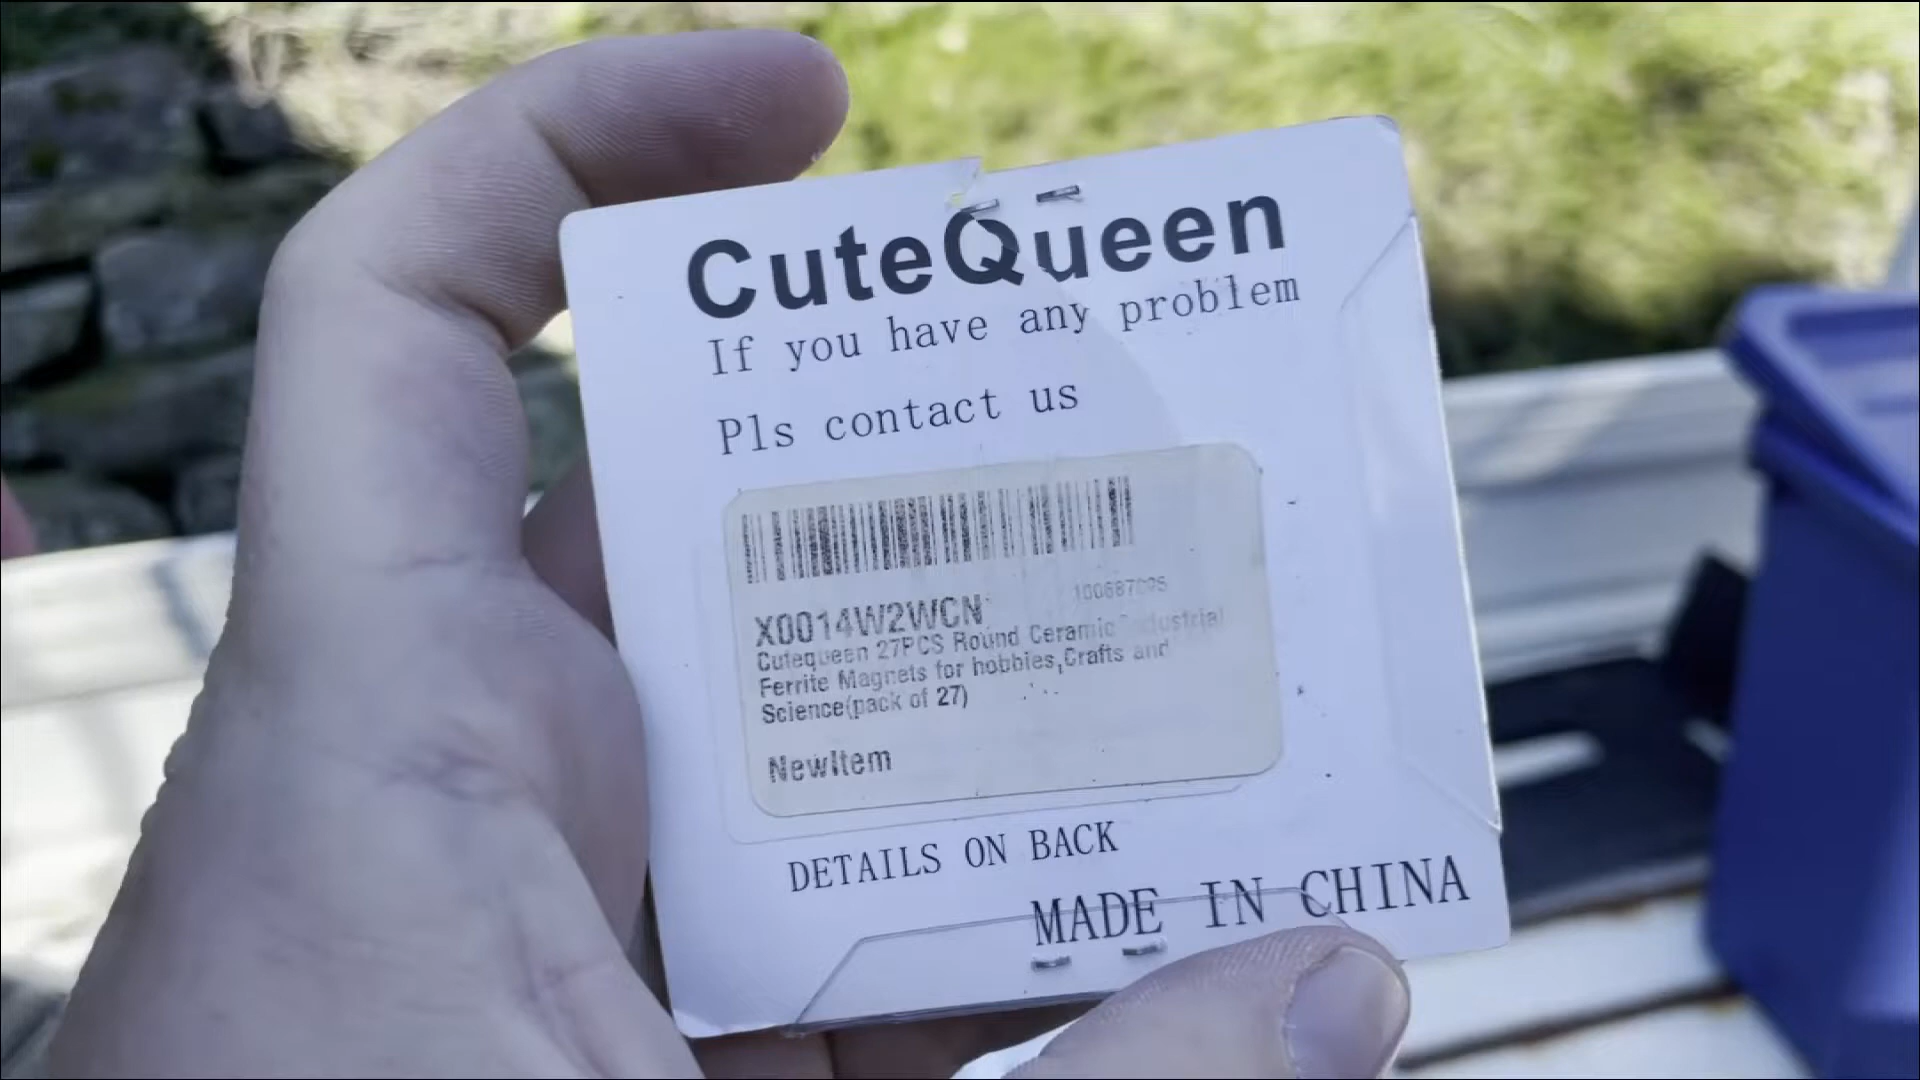 CuteQueen
If you have any problem
Pls contact us
X0014W2WCN
Cutequeen 27PCS Round Ceramic Industrial
Ferrite Magnets for hobbies,Crafts and
Science(pack of 27)
NewItem
DETAILS ON BACK
MADE IN CHINA